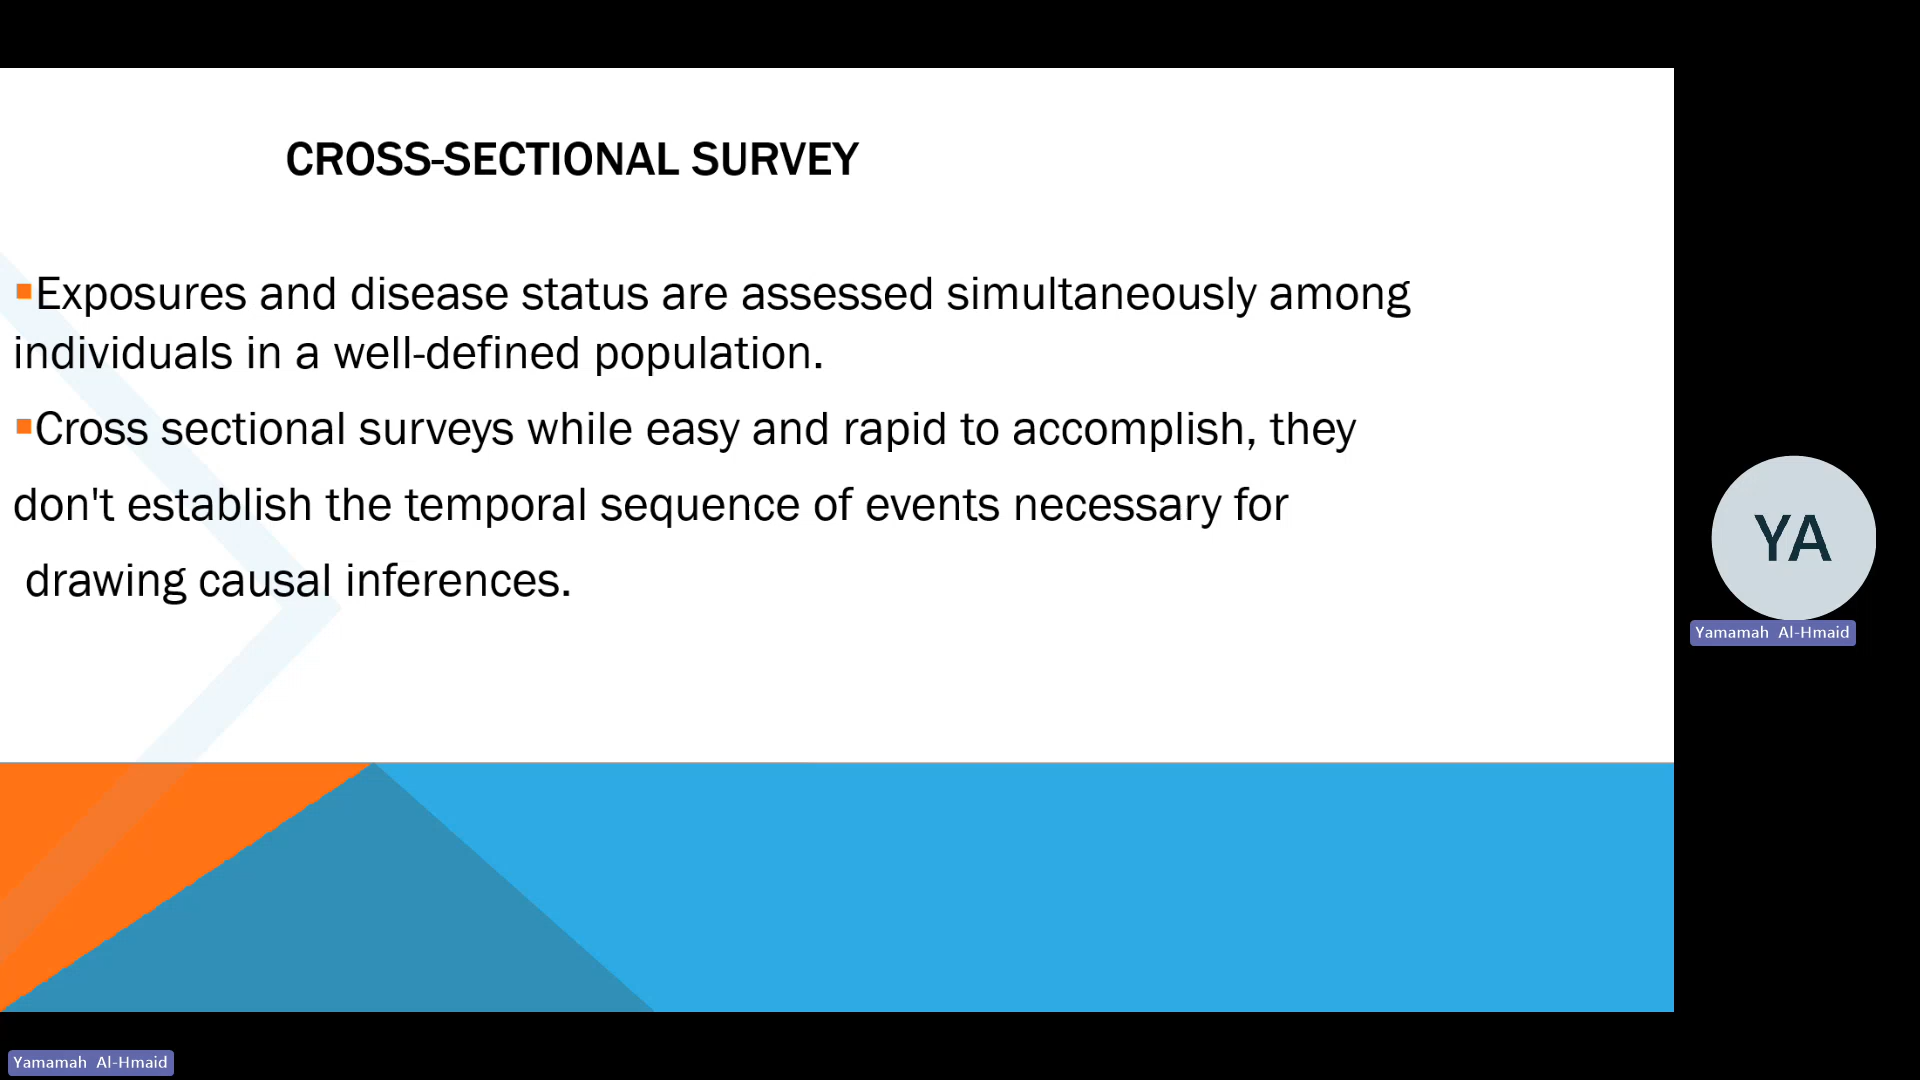 CROSS-SECTIONAL SURVEY
▪Exposures and disease status are assessed simultaneously among
individuals in a well-defined population.
▪Cross sectional surveys while easy and rapid to accomplish, they
don't establish the temporal sequence of events necessary for
drawing causal inferences.
YA
Yamamah Al-Hmaid
Yamamah Al-Hmaid